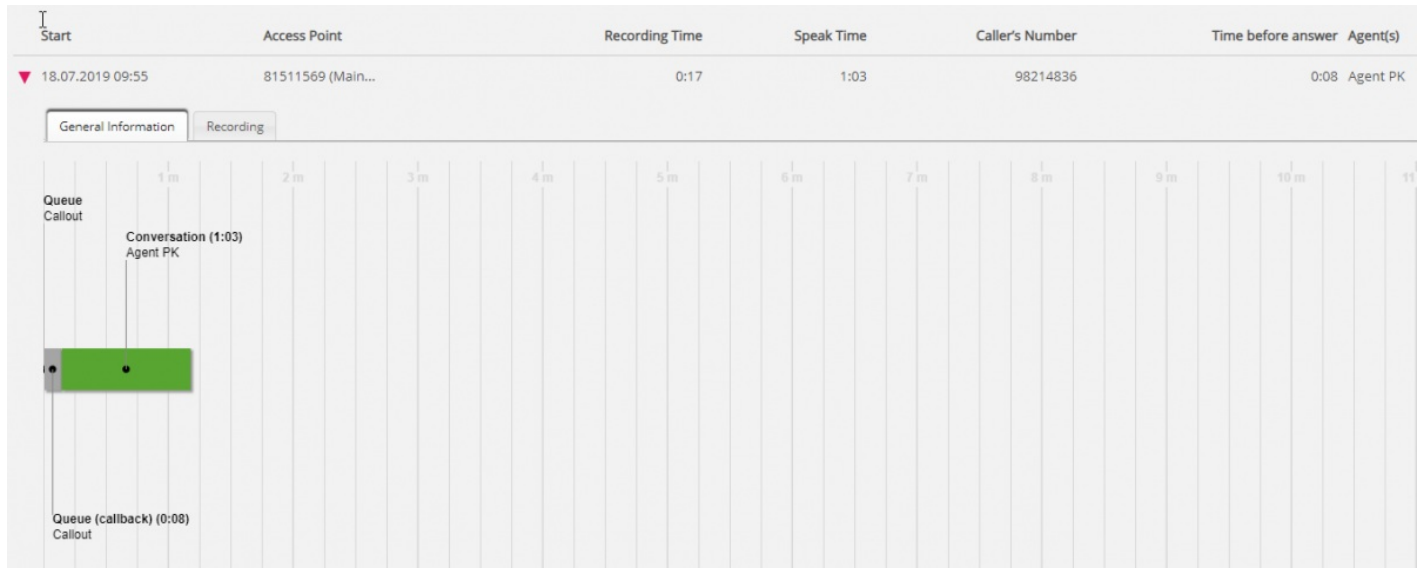 Start Access Point Recording Time Speak Time Caller's Number Time before answer Agent(s)
18.07.2019 09:55 81511569 (Main... 0:17 1:03 98214836 0:08 Agent PK
General Information Recording
1 m 2 m 3 m 4 m 5 m 6 m 7 m 8 m 9 m 10 m 11
Queue
Callout
Conversation (1:03)
Agent PK
Queue (callback) (0:08)
Callout